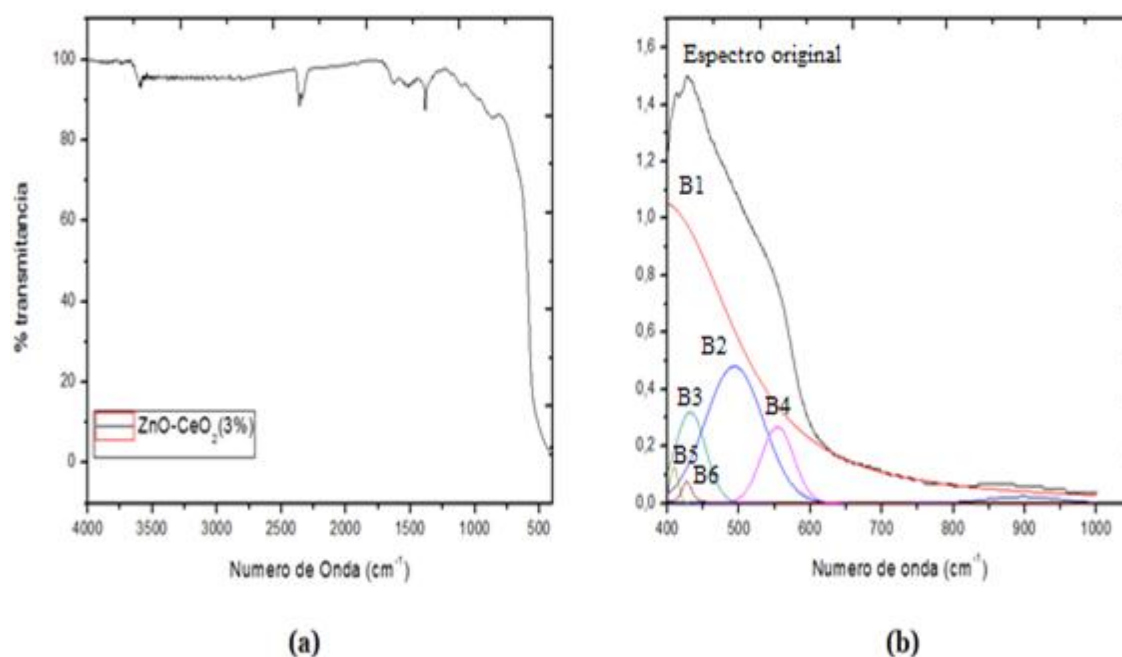 % transmitancia
100
80
60
40
20
0
ZnO-CeO2(3%)
4000 3500 3000 2500 2000 1500 1000 500
Numero de Onda (cm-1)
(a)
1,6
1,4
1,2
1,0
0,8
0,6
0,4
0,2
0,0
Espectro original
B1
B2
B3
B4
B5
B6
400 500 600 700 800 900 1000
Numero de onda (cm-1)
(b)